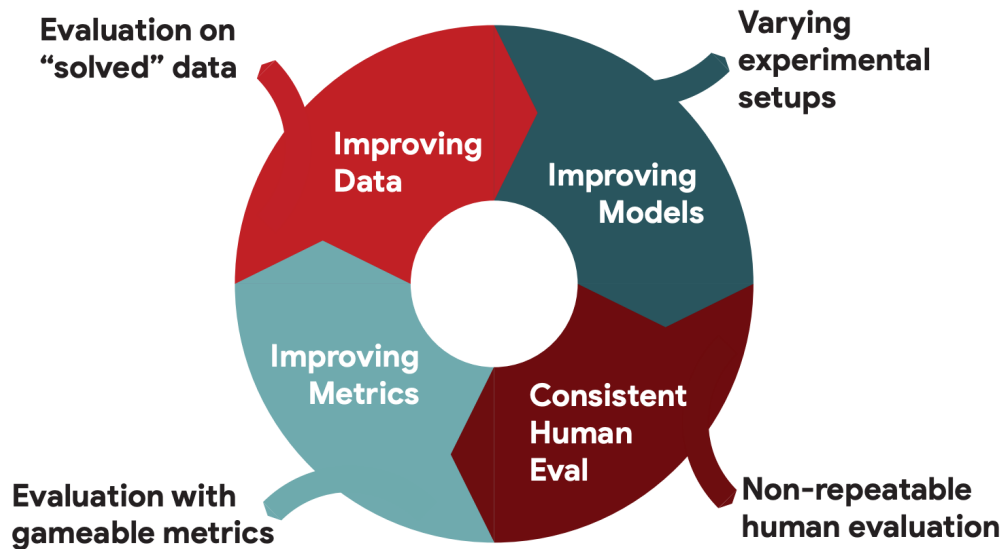 Evaluation on
“solved” data
Varying
experimental
setups
Improving
Data
Improving
Models
Improving
Metrics
Consistent
Human
Eval
Evaluation with
gameable metrics
Non-repeatable
human evaluation